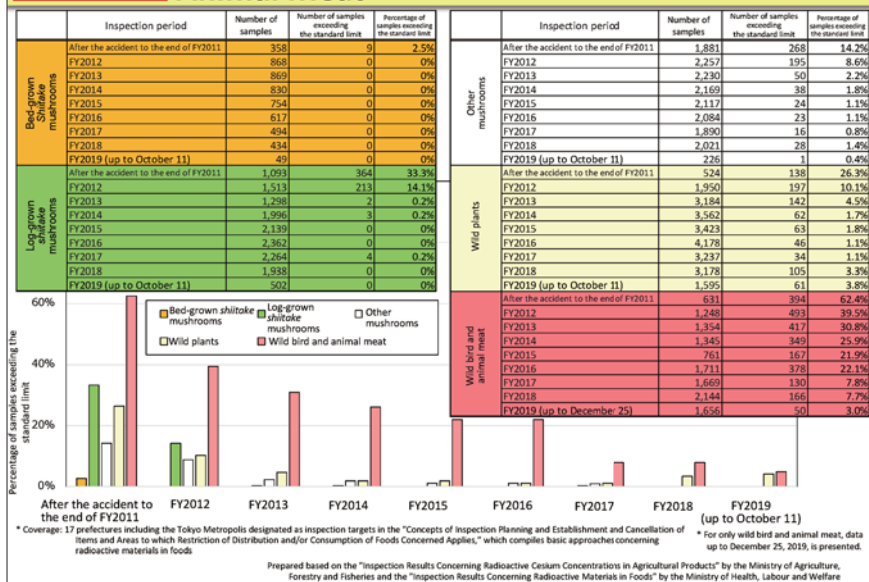 Inspection period
Number of samples
Number of samples exceeding the standard limit
Percentage of samples exceeding the standard limit
Bed-grown Shiitake mushrooms
After the accident to the end of FY2011 358 9 2.5%
FY2012 868 0 0%
FY2013 869 0 0%
FY2014 830 0 0%
FY2015 754 0 0%
FY2016 617 0 0%
FY2017 494 0 0%
FY2018 434 0 0%
FY2019 (up to October 11) 49 0 0%
Log-grown shiitake mushrooms
After the accident to the end of FY2011 1,093 364 33.3%
FY2012 1,513 213 14.1%
FY2013 1,298 2 0.2%
FY2014 1,996 3 0.2%
FY2015 2,139 0 0%
FY2016 2,362 0 0%
FY2017 2,264 4 0.2%
FY2018 1,938 0 0%
FY2019 (up to October 11) 502 0 0%
Inspection period
Number of samples
Number of samples exceeding the standard limit
Percentage of samples exceeding the standard limit
Other mushrooms
After the accident to the end of FY2011 1,881 268 14.2%
FY2012 2,257 195 8.6%
FY2013 2,230 50 2.2%
FY2014 2,169 38 1.8%
FY2015 2,117 24 1.1%
FY2016 2,084 23 1.1%
FY2017 1,890 16 0.8%
FY2018 2,021 28 1.4%
FY2019 (up to October 11) 226 1 0.4%
Wild plants
After the accident to the end of FY2011 524 138 26.3%
FY2012 1,950 197 10.1%
FY2013 3,184 142 4.5%
FY2014 3,562 62 1.7%
FY2015 3,423 63 1.8%
FY2016 4,178 46 1.1%
FY2017 3,237 34 1.1%
FY2018 3,178 105 3.3%
FY2019 (up to October 11) 1,595 61 3.8%
Wild bird and animal meat
After the accident to the end of FY2011 631 394 62.4%
FY2012 1,248 493 39.5%
FY2013 1,354 417 30.8%
FY2014 1,345 349 25.9%
FY2015 761 167 21.9%
FY2016 1,711 378 22.1%
FY2017 1,669 130 7.8%
FY2018 2,144 166 7.7%
FY2019 (up to December 25) 1,656 50 3.0%
Percentage of samples exceeding the standard limit
60%
40%
20%
0%
Bed-grown shiitake mushrooms
Log-grown shiitake mushrooms
Other mushrooms
Wild plants
Wild bird and animal meat
After the accident to the end of FY2011
FY2012
FY2013
FY2014
FY2015
FY2016
FY2017
FY2018
FY2019 (up to October 11)
* Coverage: 17 prefectures including the Tokyo Metropolis designated as inspection targets in the "Concepts of Inspection Planning and Establishment and Cancellation of
Items and Areas to which Restriction of Distribution and/or Consumption of Foods Concerned Applies," which compiles basic approaches concerning
radioactive materials in foods
* For only wild bird and animal meat, data
up to December 25, 2019, is presented.
Prepared based on the "Inspection Results Concerning Radioactive Cesium Concentrations in Agricultural Products" by the Ministry of Agriculture,
Forestry and Fisheries and the "Inspection Results Concerning Radioactive Materials in Foods" by the Ministry of Health, Labour and Welfare